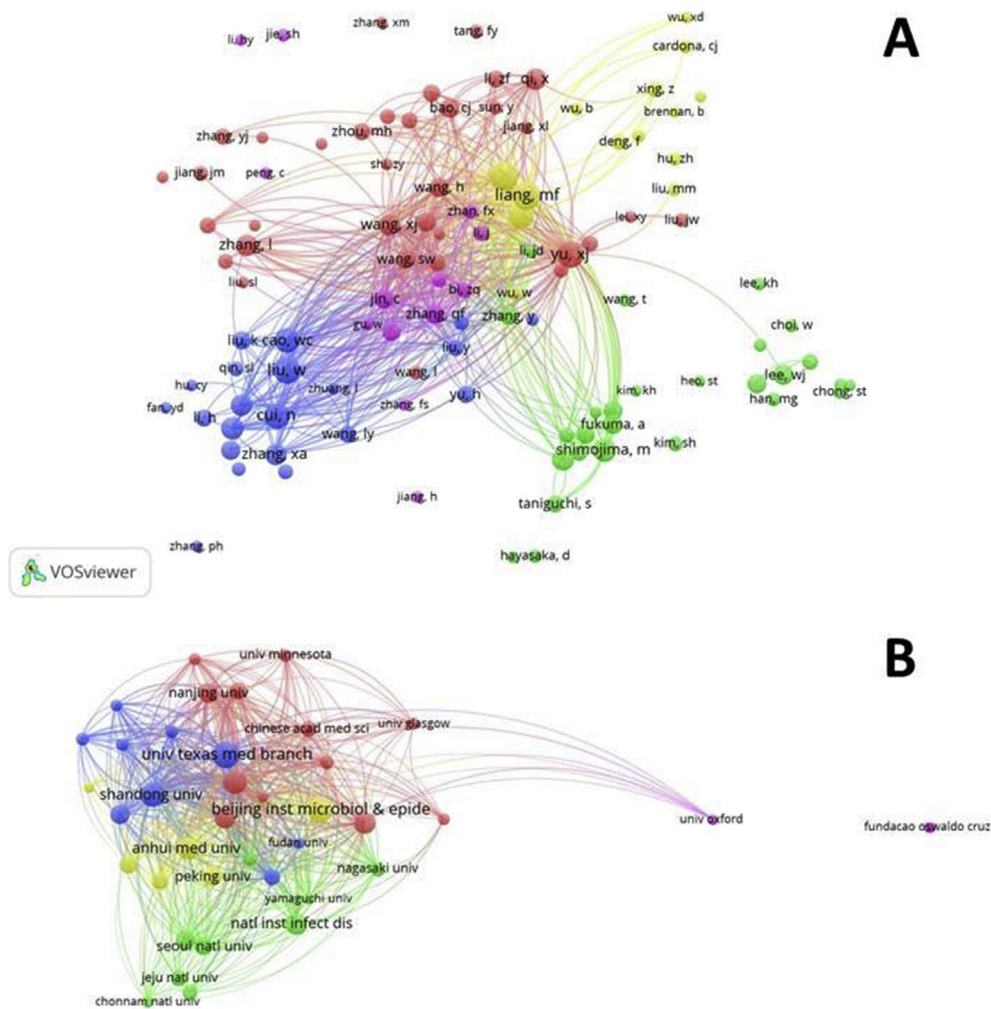 A
wu, xd
zhang, xm
tang, fy
li, hy
jie, sh
cardona, cj
li, zf
qi, x
xing, z
bao, cj
sun, y
wu, b
brennan, b
jiang, xl
zhang, yj
zhou, mh
deng, f
hu, zh
shi, zy
jiang, jm
peng, c
wang, h
liang, mf
liu, mm
zhan, fx
lei, xy
liu, jw
wang, xj
li, j
zhang, l
li, jd
yu, xj
wang, sw
liu, sl
bi, zq
wu, w
lee, kh
jin, c
wang, t
zhang, qf
zhang, y
gu, w
choi, w
liu, k
cao, wc
liu, y
qin, sl
liu, w
wang, l
lee, wj
hu, cy
zhuang, l
yu, h
kim, kh
heo, st
chong, st
han, mg
fan, yd
li, h
cui, n
zhang, fs
fukuma, a
wang, ly
kim, sh
zhang, xa
shimojima, m
jiang, h
taniguchi, s
zhang, ph
hayasaka, d
VOSviewer
B
univ minnesota
nanjing univ
chinese acad med sci
univ glasgow
univ texas med branch
shandong univ
beijing inst microbiol & epide
univ oxford
fundacao oswaldo cruz
anhui med univ
fudan univ
peking univ
nagasaki univ
yamaguchi univ
natl inst infect dis
seoul natl univ
jeju natl univ
chonnam natl univ